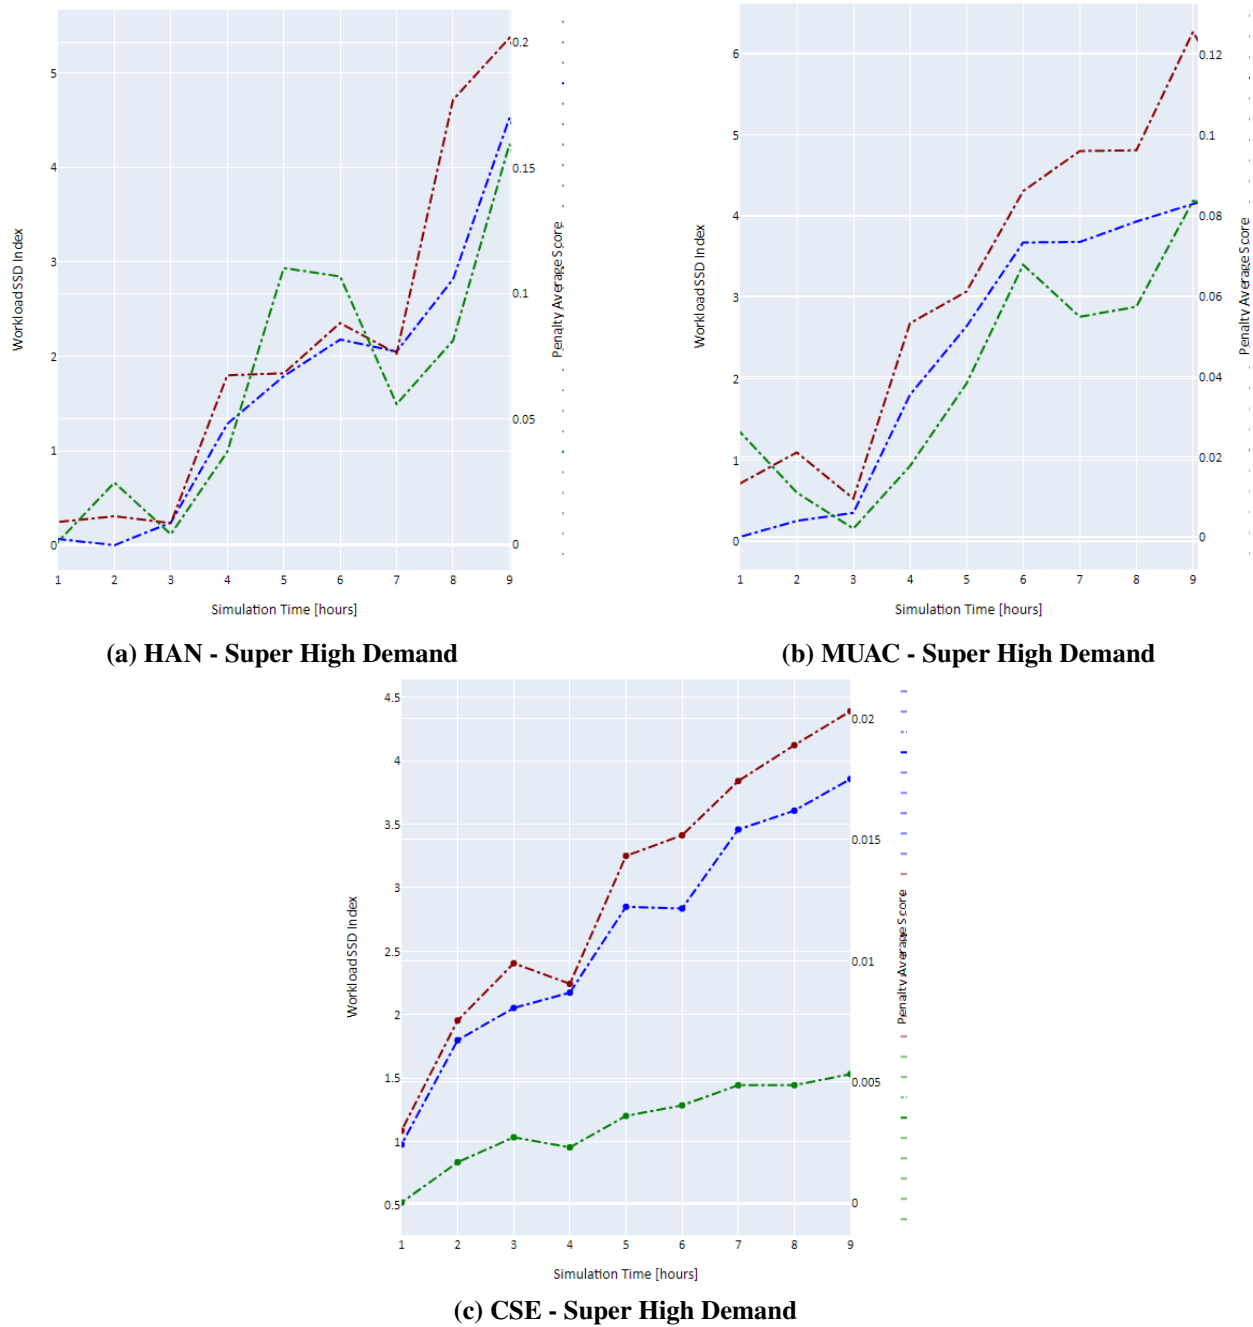 5
4
3
2
1
0
0.2
0.15
0.1
0.05
0
1 2 3 4 5 6 7 8 9
Workload SSD Index
Penalty Average Score
Simulation Time [hours]
(a) HAN - Super High Demand
6
5
4
3
2
1
0
0.12
0.1
0.08
0.06
0.04
0.02
0
1 2 3 4 5 6 7 8 9
Workload SSD Index
Penalty Average Score
Simulation Time [hours]
(b) MUAC - Super High Demand
4.5
4
3.5
3
2.5
2
1.5
1
0.5
0.02
0.015
0.01
0.005
0
1 2 3 4 5 6 7 8 9
Workload SSD Index
Penalty Average Score
Simulation Time [hours]
(c) CSE - Super High Demand